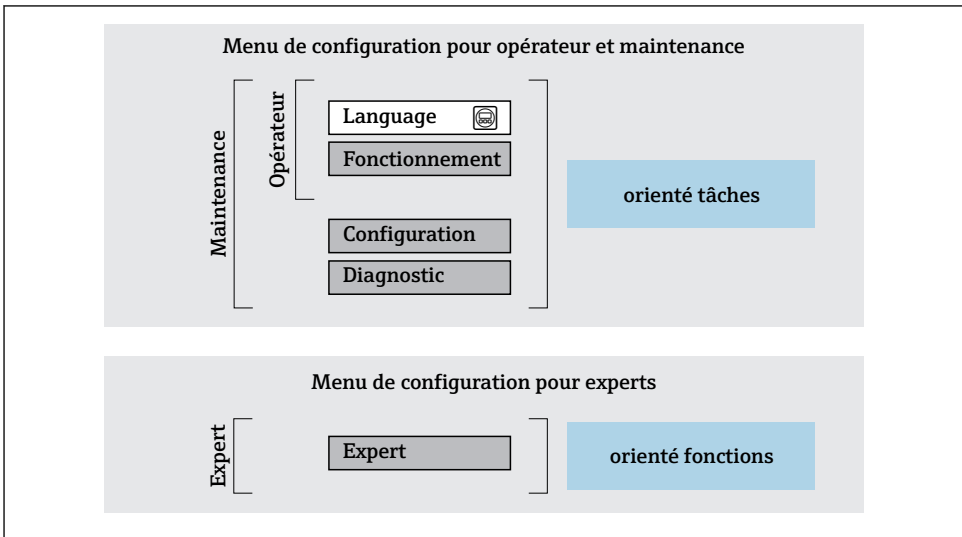 Menu de configuration pour opérateur et maintenance
Maintenance
Opérateur
Language
Fonctionnement
Configuration
Diagnostic
orienté tâches
Menu de configuration pour experts
Expert
Expert
orienté fonctions